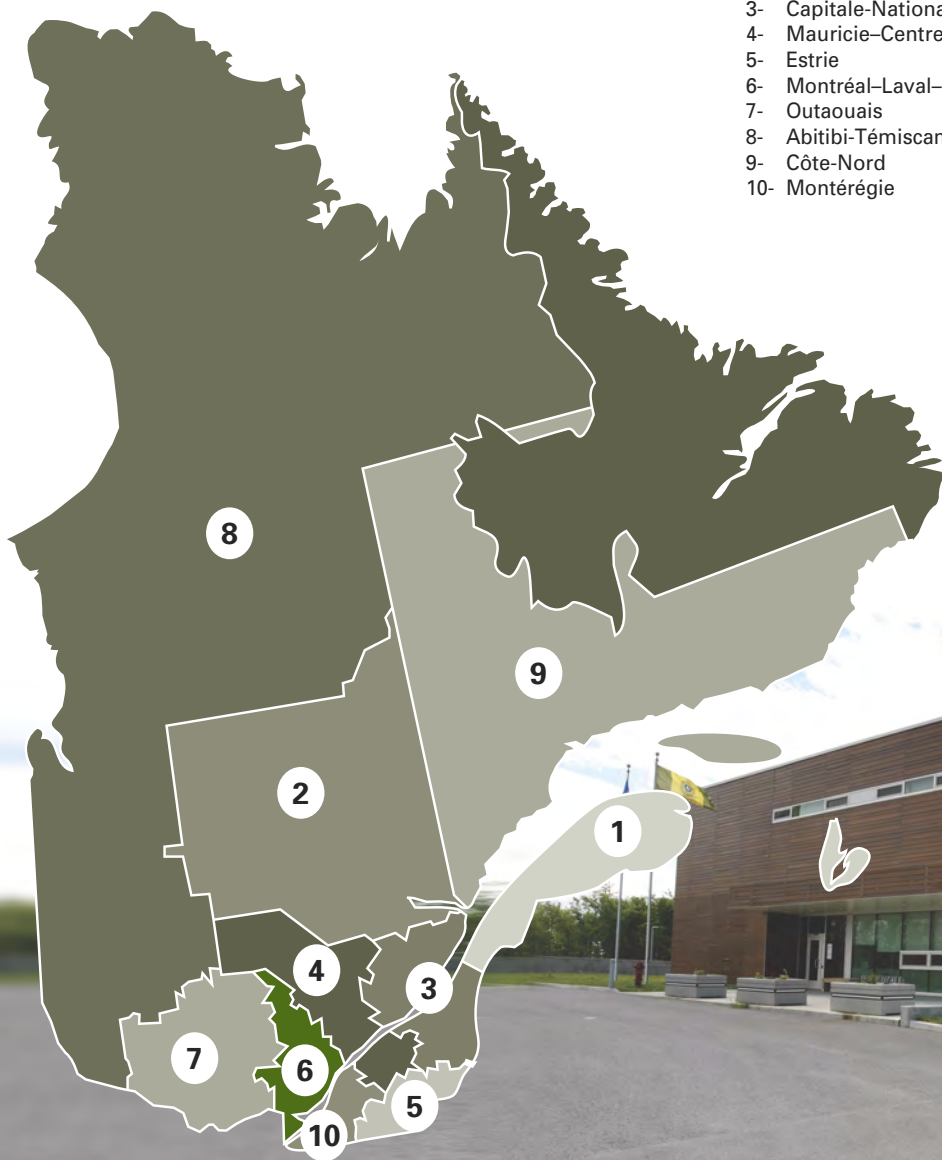 3- Capitale-Nationa
4- Mauricie–Centre
5- Estrie
6- Montréal–Laval–
7- Outaouais
8- Abitibi-Témiscan
9- Côte-Nord
10- Montérégie
8
9
2
1
4
3
7
6
5
10